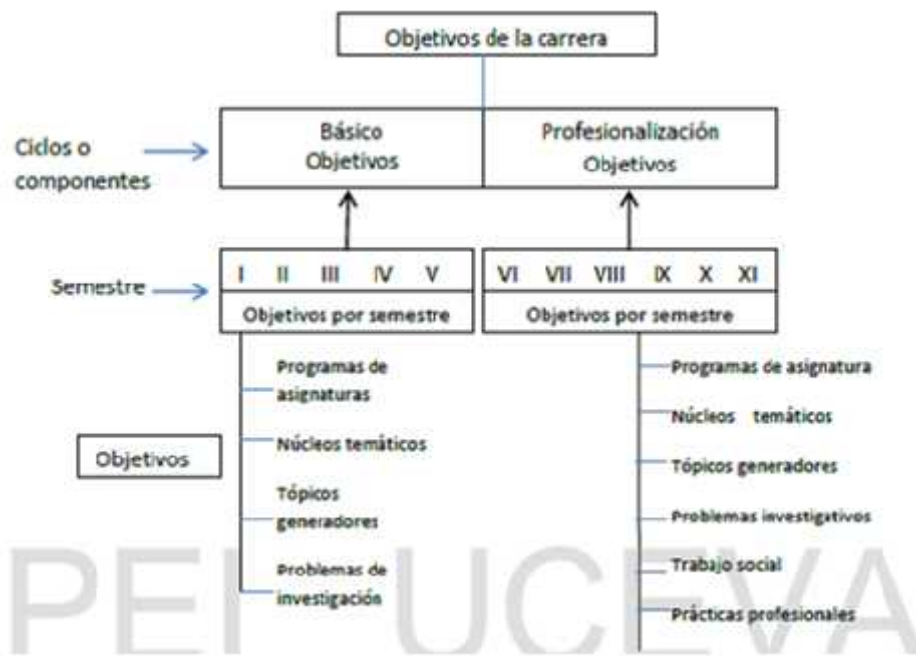 Objetivos de la carrera
Ciclos o
componentes
Básico
Objetivos
Profesionalización
Objetivos
Semestre
I II III IV V
Objetivos por semestre
VI VII VIII IX X XI
Objetivos por semestre
Objetivos
Programas de
asignaturas
Núcleos temáticos
Tópicos
generadores
Problemas de
investigación
Programas de asignatura
Núcleos temáticos
Tópicos generadores
Problemas investigativos
Trabajo social
Prácticas profesionales
PEI UCEVA